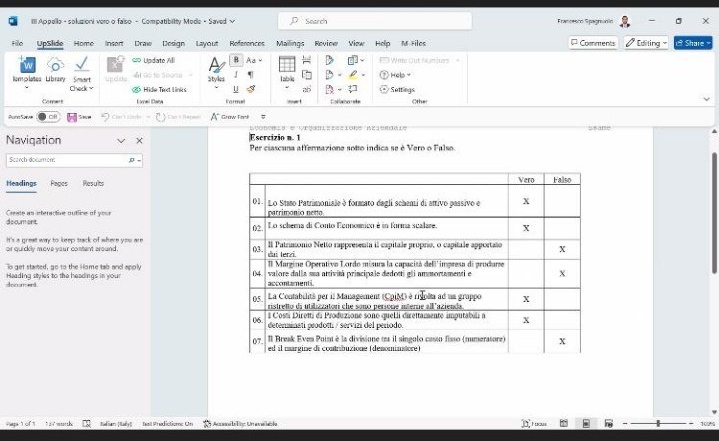 III Appello - soluzioni vero o falso - Compatibility Mode • Saved
Search
Francesco Spagnuolo
File UpSlide Home Insert Draw Design Layout References Mailings Review View Help M-Files
Comments Editing Share
Templates Library Smart Check
Update
Update All
Go to Source
Hide Text Links
Styles
B Aa
U
Table
Write Out Numbers
Help
Settings
Content Excel Data Format Insert Collaborate Other
AutoSave Off Save Can't Undo Can't Repeat Grow Font
Navigation
Search document
Headings Pages Results
Create an interactive outline of your
document.
It's a great way to keep track of where you are
or quickly move your content around.
To get started, go to the Home tab and apply
Heading styles to the headings in your
document.
Economia e Organizzazione Aziendale
Esame
Esercizio n. 1
Per ciascuna affermazione sotto indica se è Vero o Falso.
Vero Falso
01. Lo Stato Patrimoniale è formato dagli schemi di attivo passivo e X
patrimonio netto.
02. Lo schema di Conto Economico è in forma scalare. X
03. Il Patrimonio Netto rappresenta il capitale proprio, o capitale apportato X
dai terzi.
04. Il Margine Operativo Lordo misura la capacità dell'impresa di produrre X
valore dalla sua attività principale dedotti gli ammortamenti e
accantonamenti.
05. La Contabilità per il Management (CpiM) è rivolta ad un gruppo X
ristretto di utilizzatori che sono persone interne all'azienda.
06. I Costi Diretti di Produzione sono quelli direttamente imputabili a X
determinati prodotti / servizi del periodo.
07. Il Break Even Point è la divisione tra il singolo costo fisso (numeratore) X
ed il margine di contribuzione (denominatore)
Page 1 of 1 137 words Italian (Italy) Text Predictions: On Accessibility: Unavailable Focus